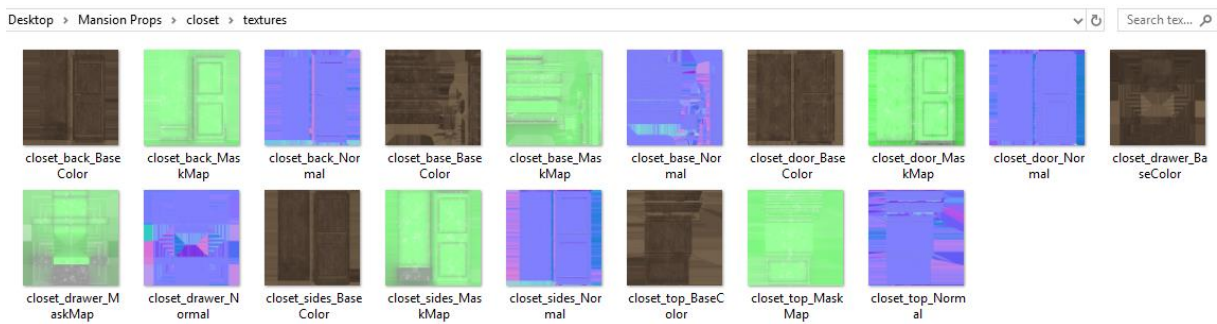 Desktop > Mansion Props > closet > textures
Search tex...
closet_back_Base
Color
closet_back_Mas
kMap
closet_back_Nor
mal
closet_base_Base
Color
closet_base_Mas
kMap
closet_base_Nor
mal
closet_door_Base
Color
closet_door_Mas
kMap
closet_door_Nor
mal
closet_drawer_Ba
seColor
closet_drawer_M
askMap
closet_drawer_N
ormal
closet_sides_Base
Color
closet_sides_Mas
kMap
closet_sides_Nor
mal
closet_top_BaseC
olor
closet_top_Mask
Map
closet_top_Norm
al